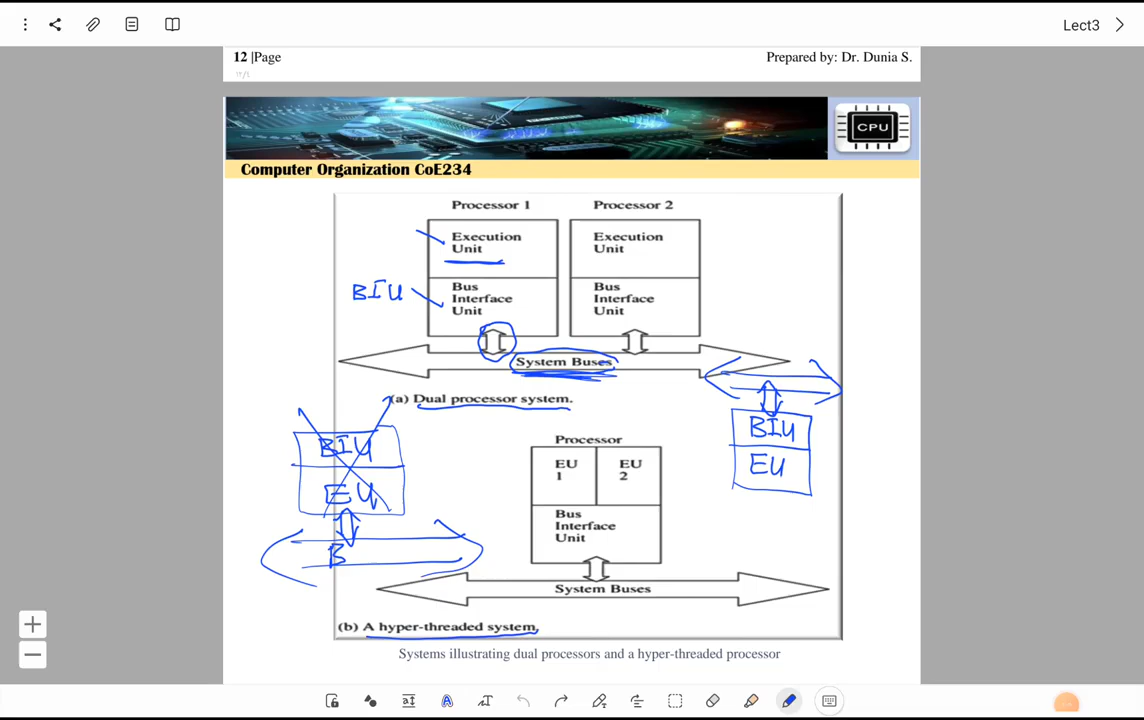 Lect3
12 |Page
Prepared by: Dr. Dunia S.
١٢/٤
CPU
Computer Organization CoE234
Processor 1
Processor 2
Execution
Unit
Execution
Unit
BIU
Bus
Interface
Unit
Bus
Interface
Unit
System Buses
(a) Dual processor system.
BIU
EU
BIU
EU
B
Processor
EU
1
EU
2
Bus
Interface
Unit
System Buses
(b) A hyper-threaded system.
Systems illustrating dual processors and a hyper-threaded processor